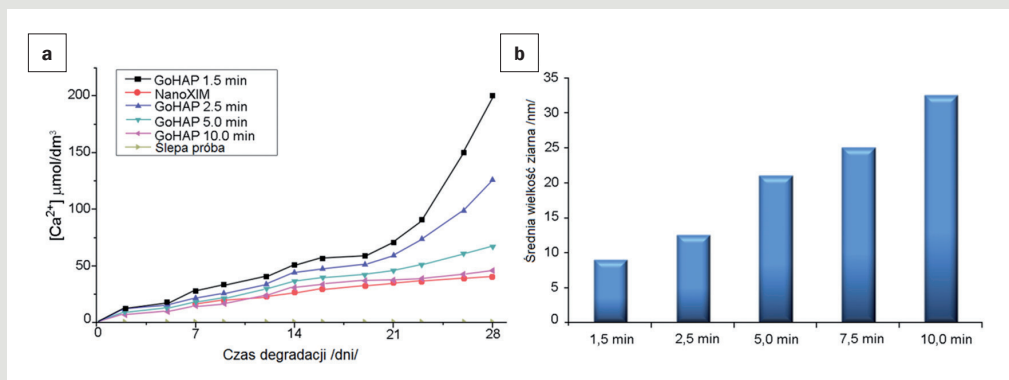 a
[Ca²⁺] µmol/dm³
200
150
100
50
0
GoHAP 1.5 min
NanoXIM
GoHAP 2.5 min
GoHAP 5.0 min
GoHAP 10.0 min
Ślepa próba
0 7 14 21 28
Czas degradacji /dni/
b
Średnia wielkość ziarna /nm/
35
30
25
20
15
10
5
0
1,5 min 2,5 min 5,0 min 7,5 min 10,0 min